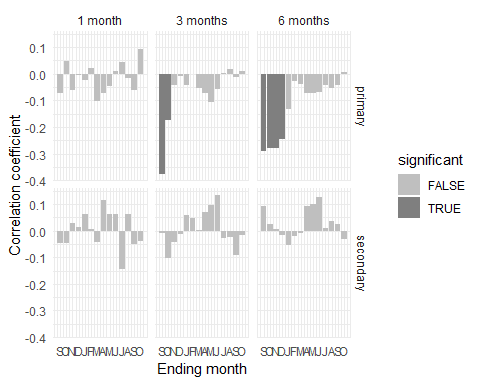 1 month
3 months
6 months
0.1
0.0
-0.1
-0.2
-0.3
-0.4
primary
0.1
0.0
-0.1
-0.2
-0.3
-0.4
secondary
Correlation coefficient
SONDJFMAMJJASO
SONDJFMAMJJASO
SONDJFMAMJJASO
Ending month
significant
FALSE
TRUE